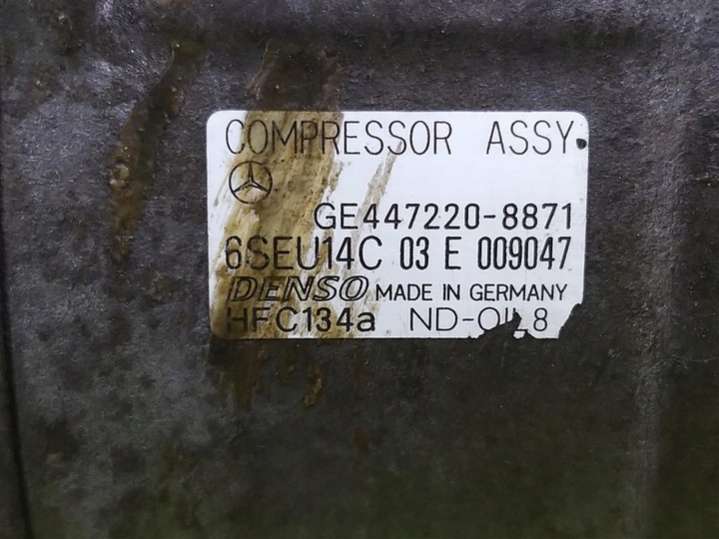 COMPRESSOR ASSY.
GE447220-8871
6SEU14C 03 E 009047
DENSO MADE IN GERMANY
HFC134a ND-OIL8